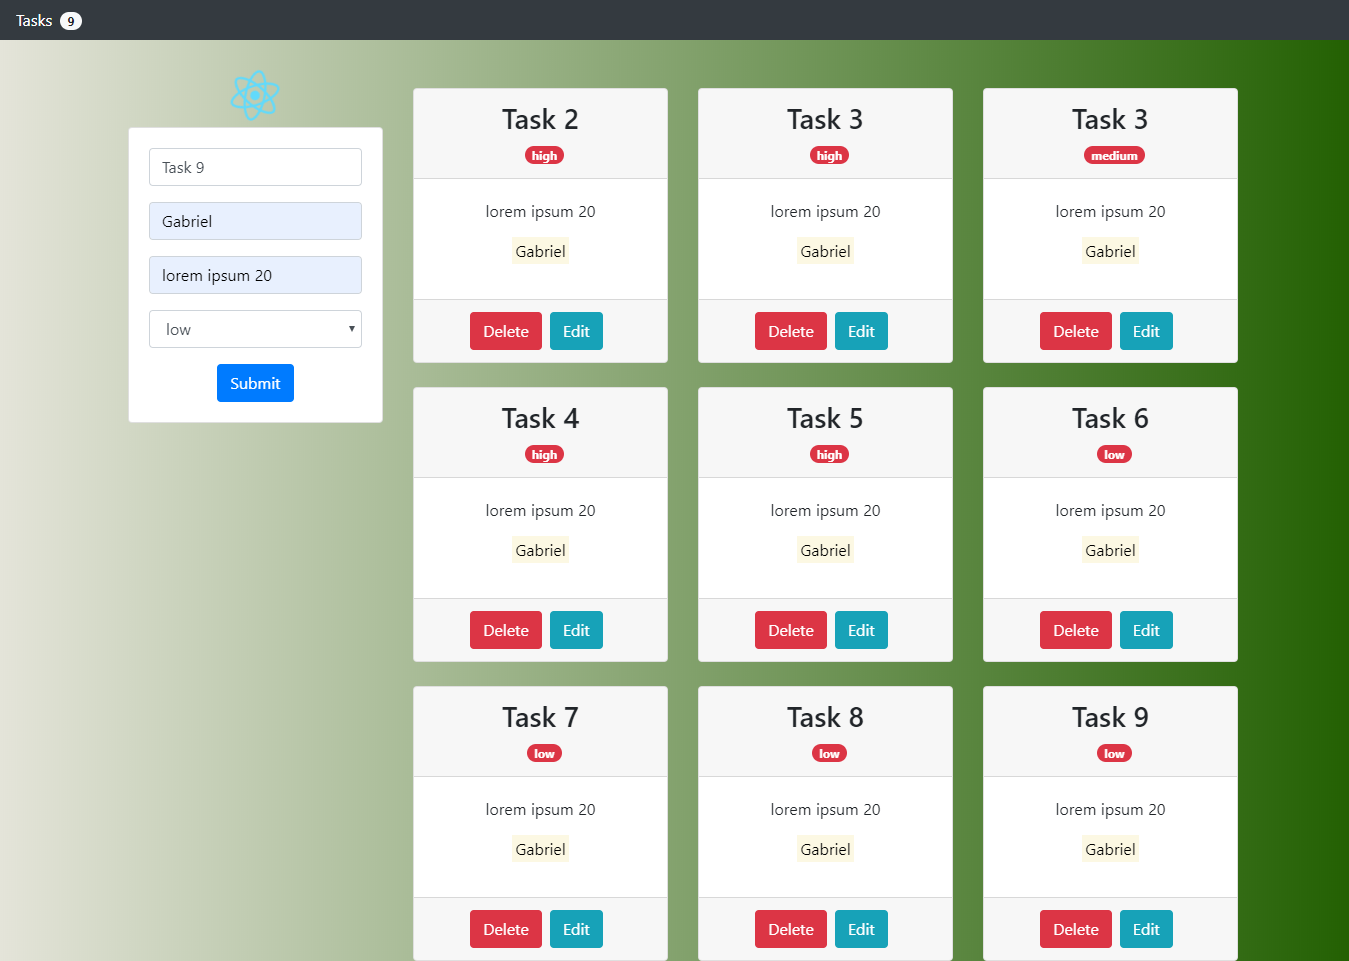 Tasks 9
Task 9
Gabriel
lorem ipsum 20
low
Submit
Task 2
high
lorem ipsum 20
Gabriel
Delete Edit
Task 3
high
lorem ipsum 20
Gabriel
Delete Edit
Task 3
medium
lorem ipsum 20
Gabriel
Delete Edit
Task 4
high
lorem ipsum 20
Gabriel
Delete Edit
Task 5
high
lorem ipsum 20
Gabriel
Delete Edit
Task 6
low
lorem ipsum 20
Gabriel
Delete Edit
Task 7
low
lorem ipsum 20
Gabriel
Delete Edit
Task 8
low
lorem ipsum 20
Gabriel
Delete Edit
Task 9
low
lorem ipsum 20
Gabriel
Delete Edit